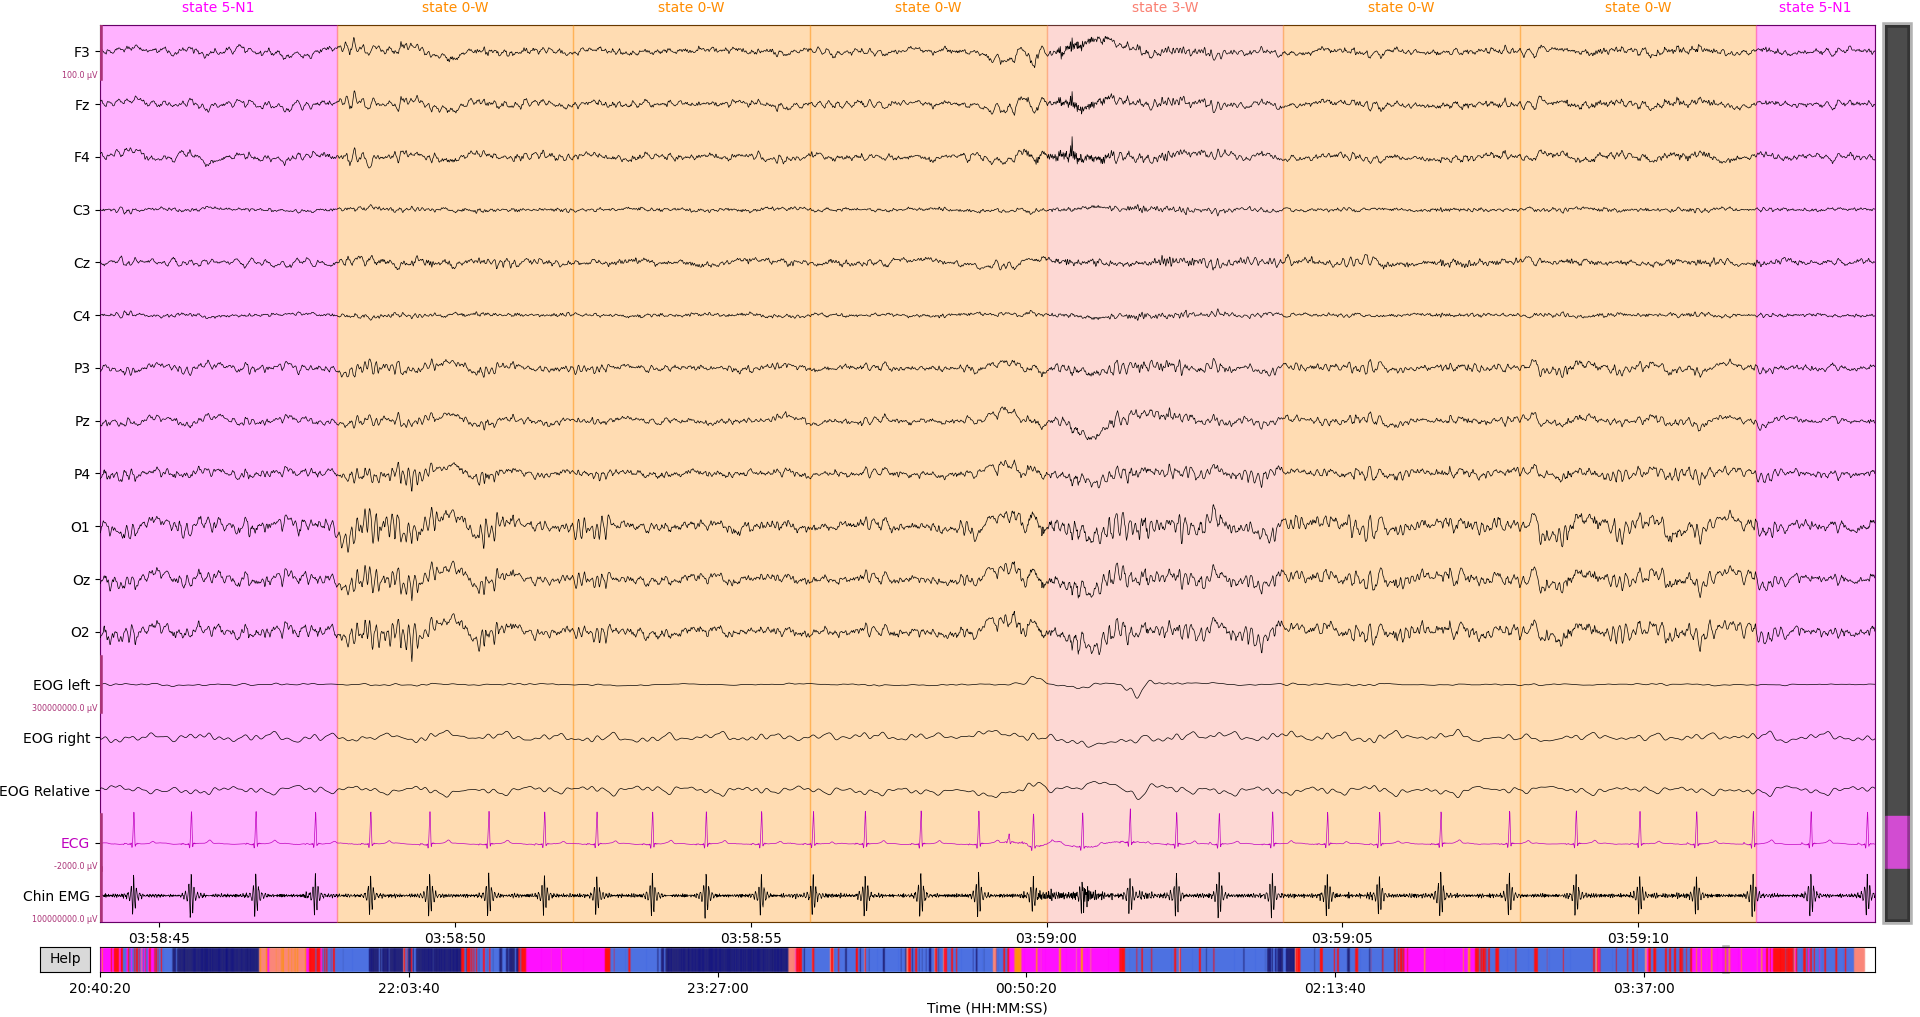 state 5-N1 state 0-W state 0-W state 0-W state 3-W state 0-W state 0-W state 5-N1
F3
100.0 µV
Fz
F4
C3
Cz
C4
P3
Pz
P4
O1
Oz
O2
EOG left
300000000.0 µV
EOG right
EOG Relative
ECG
-2000.0 µV
Chin EMG
100000000.0 µV
03:58:45 03:58:50 03:58:55 03:59:00 03:59:05 03:59:10
Help
20:40:20 22:03:40 23:27:00 00:50:20 02:13:40 03:37:00
Time (HH:MM:SS)